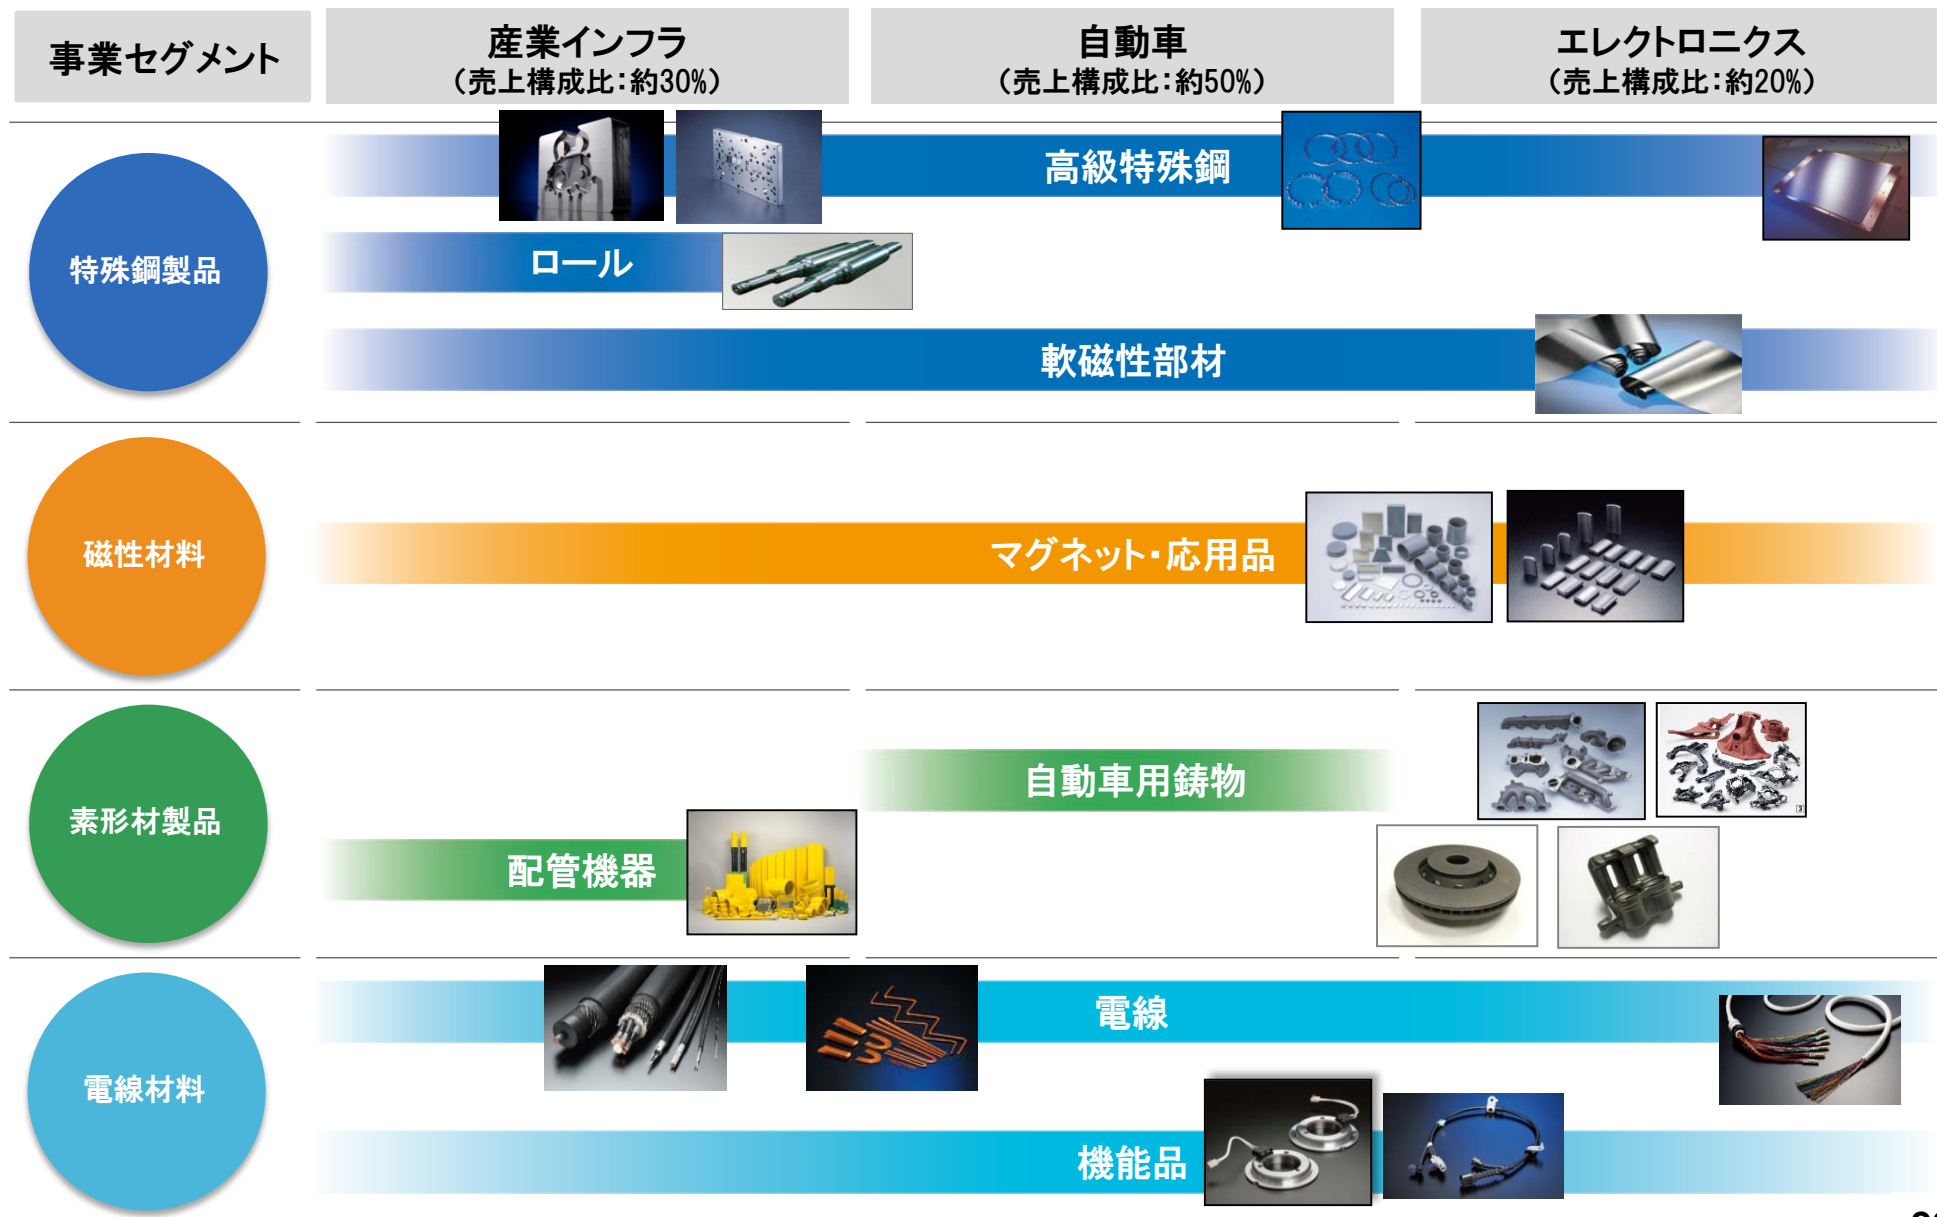 事業セグメント
産業インフラ
（売上構成比：約30%）
自動車
（売上構成比：約50%）
エレクトロニクス
（売上構成比：約20%）
特殊鋼製品
高級特殊鋼
ロール
軟磁性部材
磁性材料
マグネット・応用品
素形材製品
自動車用鋳物
配管機器
電線材料
電線
機能品